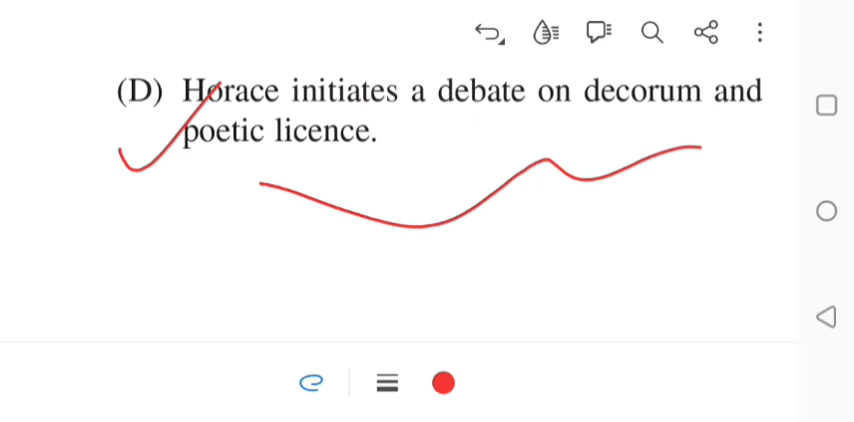 (D) Horace initiates a debate on decorum and
poetic licence.